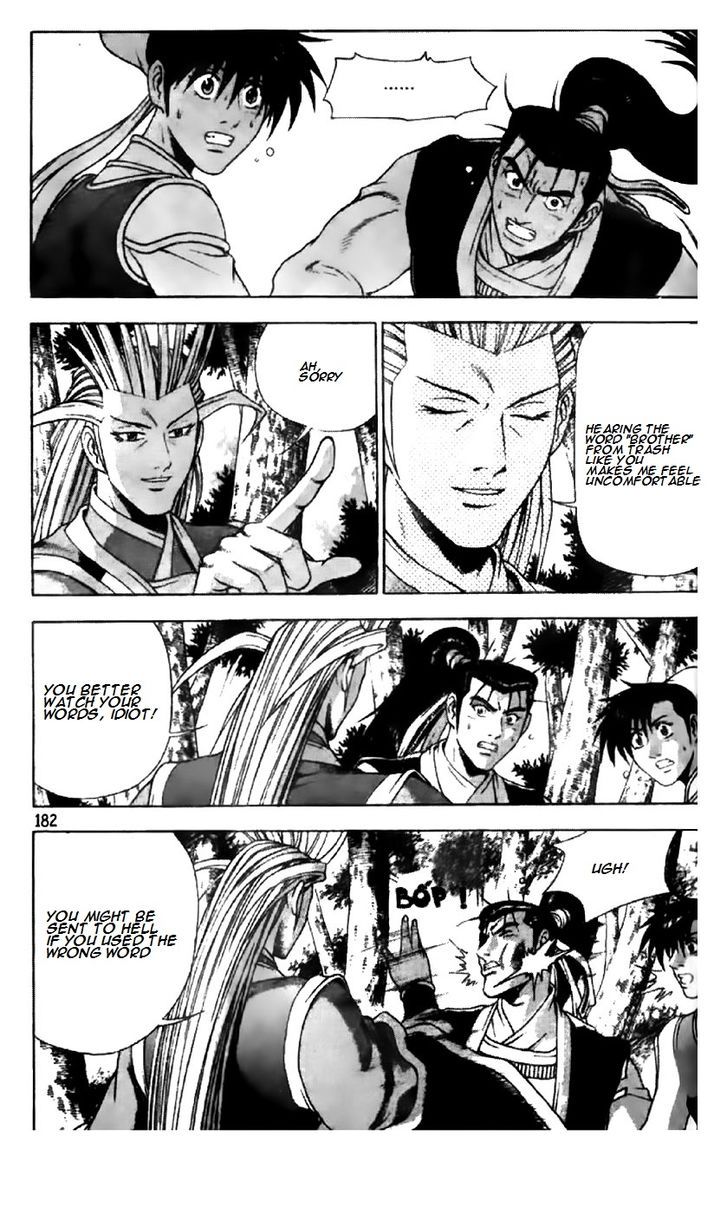 ......
AH,
SORRY
HEARING THE
WORD "BROTHER"
FROM TRASH
LIKE YOU
MAKES ME FEEL
UNCOMFORTABLE
YOU BETTER
WATCH YOUR
WORDS, IDIOT!
182
UGH!
BOP!
YOU MIGHT BE
SENT TO HELL
IF YOU USED THE
WRONG WORD